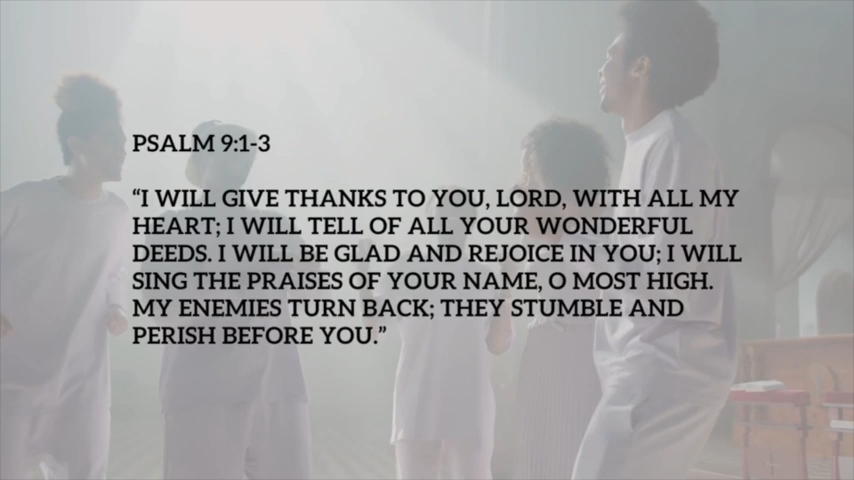 PSALM 9:1-3
“I WILL GIVE THANKS TO YOU, LORD, WITH ALL MY
HEART; I WILL TELL OF ALL YOUR WONDERFUL
DEEDS. I WILL BE GLAD AND REJOICE IN YOU; I WILL
SING THE PRAISES OF YOUR NAME, O MOST HIGH.
MY ENEMIES TURN BACK; THEY STUMBLE AND
PERISH BEFORE YOU.”